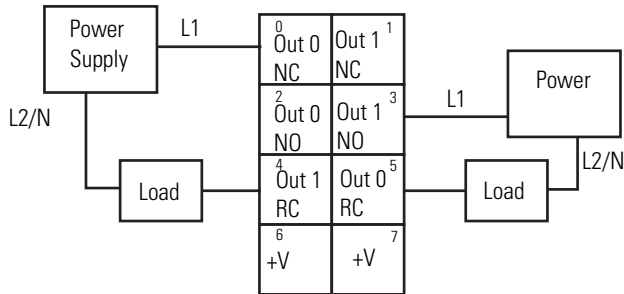 Power
Supply
L1
L2/N
Load
0
Out 0
NC
1
Out 1
NC
2
Out 0
NO
3
Out 1
NO
4
Out 1
RC
5
Out 0
RC
6
+V
7
+V
L1
Power
L2/N
Load